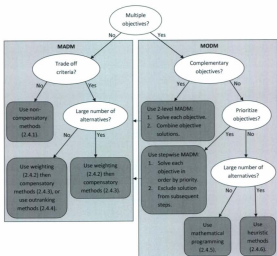 Multiple
objectives?
No
Yes
MADM
MODM
Trade off
criteria?
Complementary
objectives?
No
Yes
No
Yes
Use non-
compensatory
methods
(2.4.1).
Large number of
alternatives?
No
Yes
Use weighting
(2.4.2) then
compensatory
methods
(2.4.3), or
use outranking
methods
(2.4.4).
Use weighting
(2.4.2) then
compensatory
methods
(2.4.3).
Use 2-level MADM:
1. Solve each objective.
2. Combine objective
solutions.
Prioritize
objectives?
Yes
No
Use stepwise MADM:
1. Solve each
objective
in order by
priority.
2. Exclude solution
from subsequent
steps.
Large number of
alternatives?
No
Yes
Use
mathematical
programming
(2.4.5).
Use
heuristic
methods
(2.4.6).